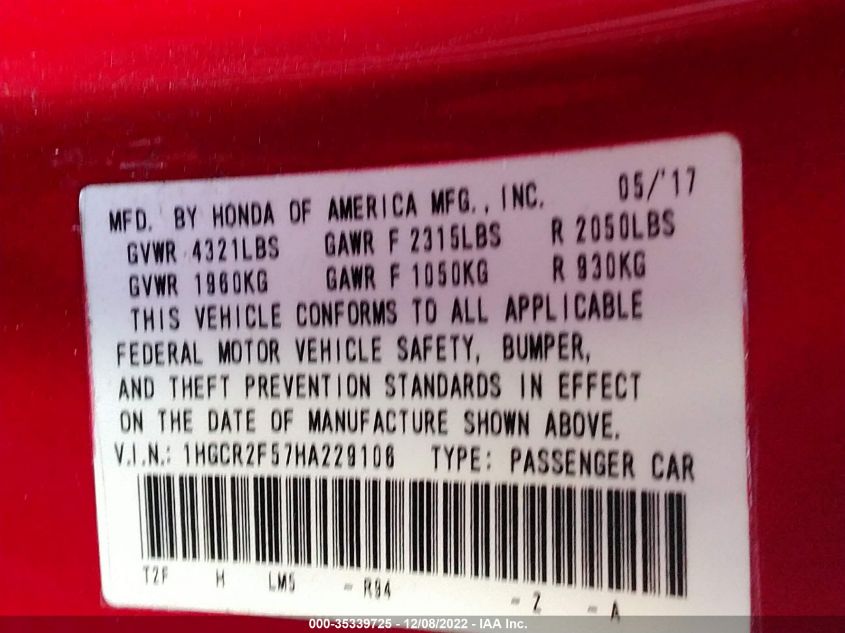 MFD. BY HONDA OF AMERICA MFG., INC. 05/'17
GVWR 4321LBS GAWR F 2315LBS R 2050LBS
GVWR 1960KG GAWR F 1050KG R 930KG
THIS VEHICLE CONFORMS TO ALL APPLICABLE
FEDERAL MOTOR VEHICLE SAFETY, BUMPER,
AND THEFT PREVENTION STANDARDS IN EFFECT
ON THE DATE OF MANUFACTURE SHOWN ABOVE.
V.I.N.: 1HGCR2F57HA229106 TYPE: PASSENGER CAR
T2F H LM5 - R94 - 2 - A
000-35339725 - 12/08/2022 - IAA Inc.